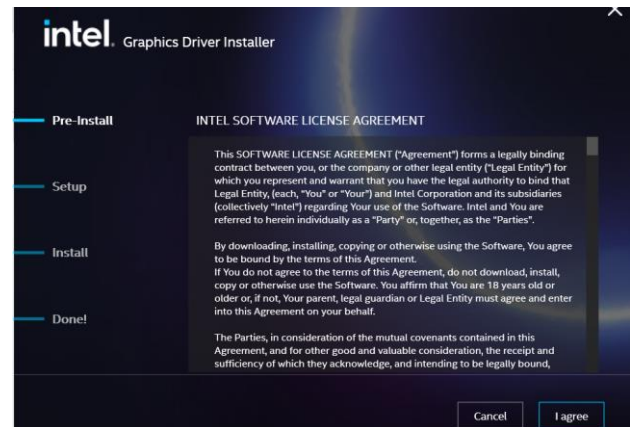 intel. Graphics Driver Installer
Pre-Install
Setup
Install
Done!
INTEL SOFTWARE LICENSE AGREEMENT
This SOFTWARE LICENSE AGREEMENT ("Agreement") forms a legally binding
contract between you, or the company or other legal entity ("Legal Entity") for
which you represent and warrant that you have the legal authority to bind that
Legal Entity, (each, "You" or "Your") and Intel Corporation and its subsidiaries
(collectively "Intel") regarding Your use of the Software. Intel and You are
referred to herein individually as a "Party" or, together, as the "Parties".
By downloading, installing, copying or otherwise using the Software, You agree
to be bound by the terms of this Agreement.
If You do not agree to the terms of this Agreement, do not download, install,
copy or otherwise use the Software. You affirm that You are 18 years old or
older or, if not, Your parent, legal guardian or Legal Entity must agree and enter
into this Agreement on your behalf.
The Parties, in consideration of the mutual covenants contained in this
Agreement, and for other good and valuable consideration, the receipt and
sufficiency of which they acknowledge, and intending to be legally bound,
Cancel
I agree